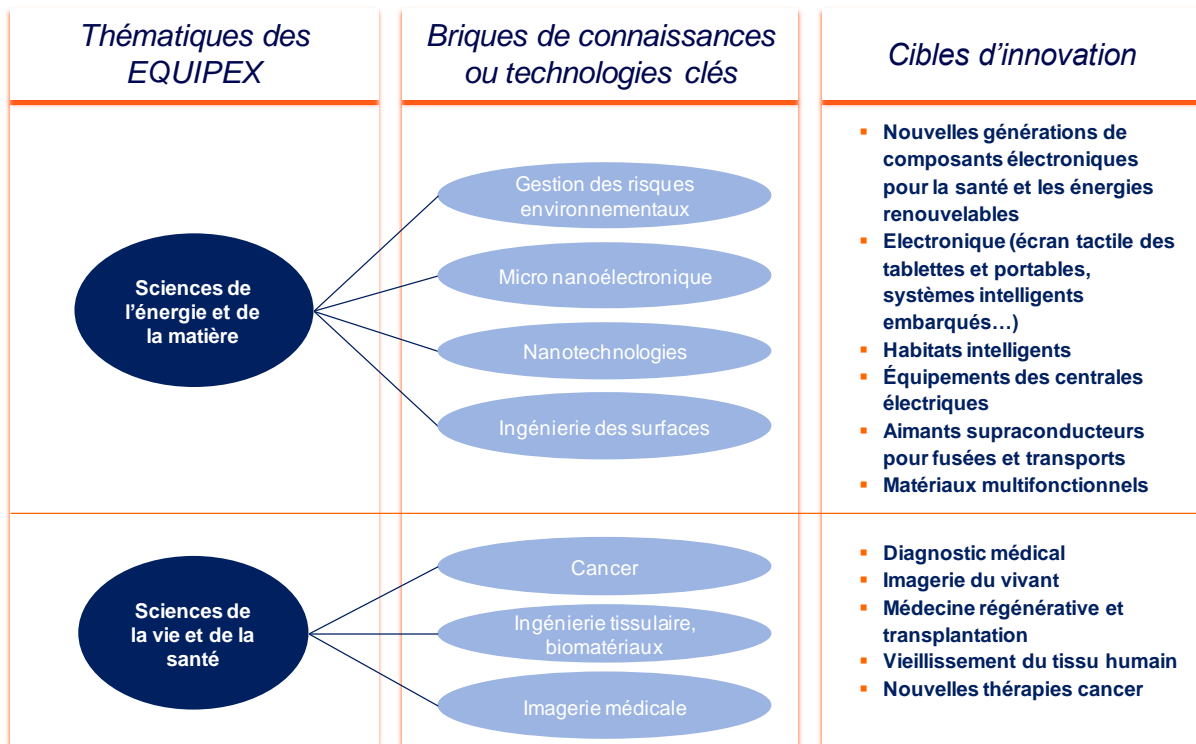 Thématiques des
EQUIPEX
Briques de connaissances
ou technologies clés
Cibles d’innovation
Sciences de
l’énergie et de
la matière
Gestion des risques
environnementaux
Micro nanoélectronique
Nanotechnologies
Ingénierie des surfaces
Nouvelles générations de
composants électroniques
pour la santé et les énergies
renouvelables
Electronique (écran tactile des
tablettes et portables,
systèmes intelligents
embarqués…)
Habitats intelligents
Équipements des centrales
électriques
Aimants supraconducteurs
pour fusées et transports
Matériaux multifonctionnels
Sciences de
la vie et de la
santé
Cancer
Ingénierie tissulaire,
biomatériaux
Imagerie médicale
Diagnostic médical
Imagerie du vivant
Médecine régénérative et
transplantation
Vieillissement du tissu humain
Nouvelles thérapies cancer